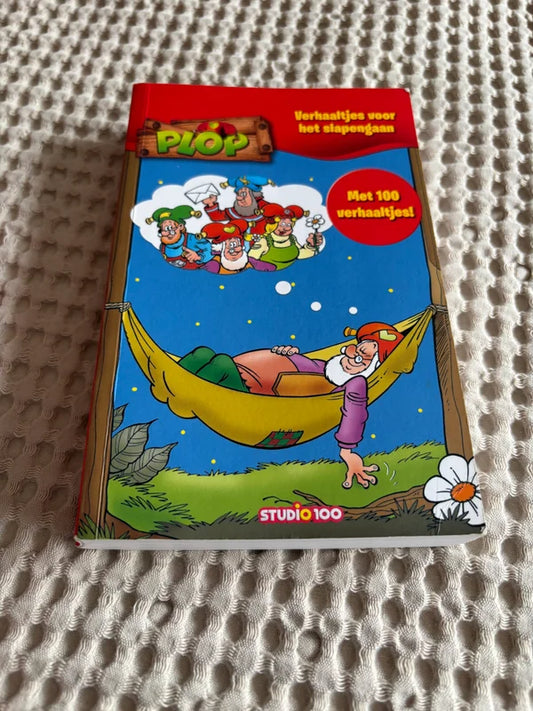 PLOP
Verhaaltjes voor
het slapengaan
Met 100
verhaaltjes!
STUDIO 100